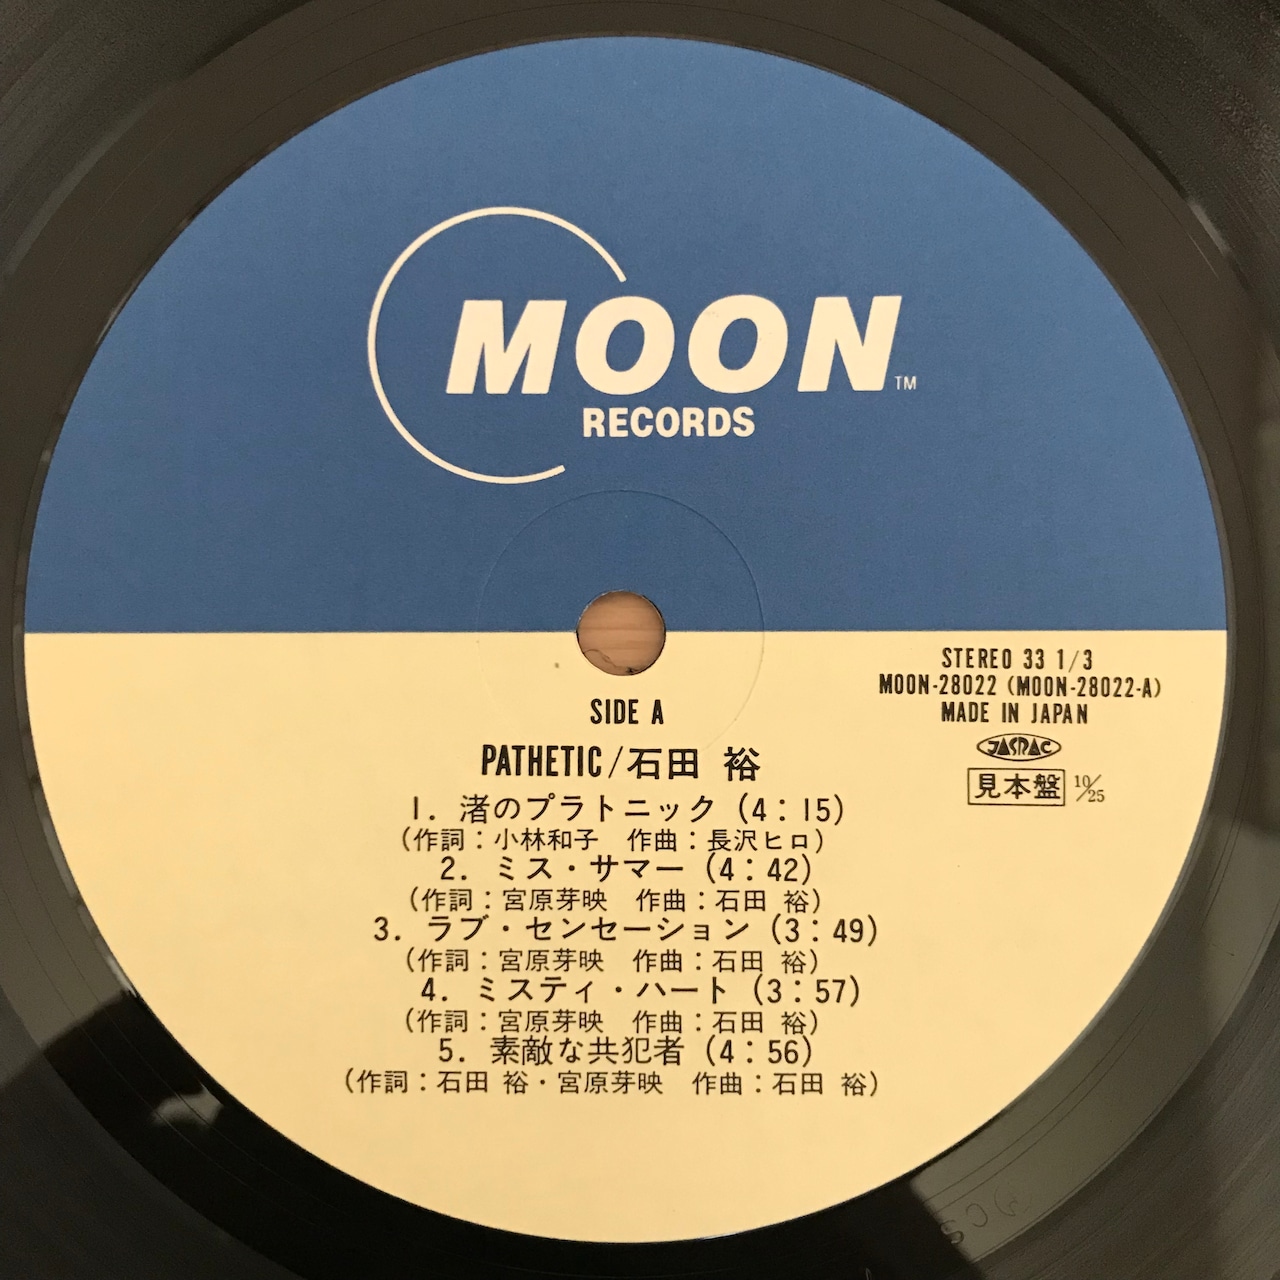 MOON TM
RECORDS
STEREO 33 1/3
MOON-28022 (MOON-28022-A)
MADE IN JAPAN
JASRAC
見本盤 10/25
SIDE A
PATHETIC/石田 裕
1. 渚のプラトニック (4:15)
(作詞:小林和子 作曲:長沢ヒロ)
2. ミス・サマー (4:42)
(作詞:宮原芽映 作曲:石田 裕)
3. ラブ・センセーション (3:49)
(作詞:宮原芽映 作曲:石田 裕)
4. ミスティ・ハート (3:57)
(作詞:宮原芽映 作曲:石田 裕)
5. 素敵な共犯者 (4:56)
(作詞:石田 裕・宮原芽映 作曲:石田 裕)